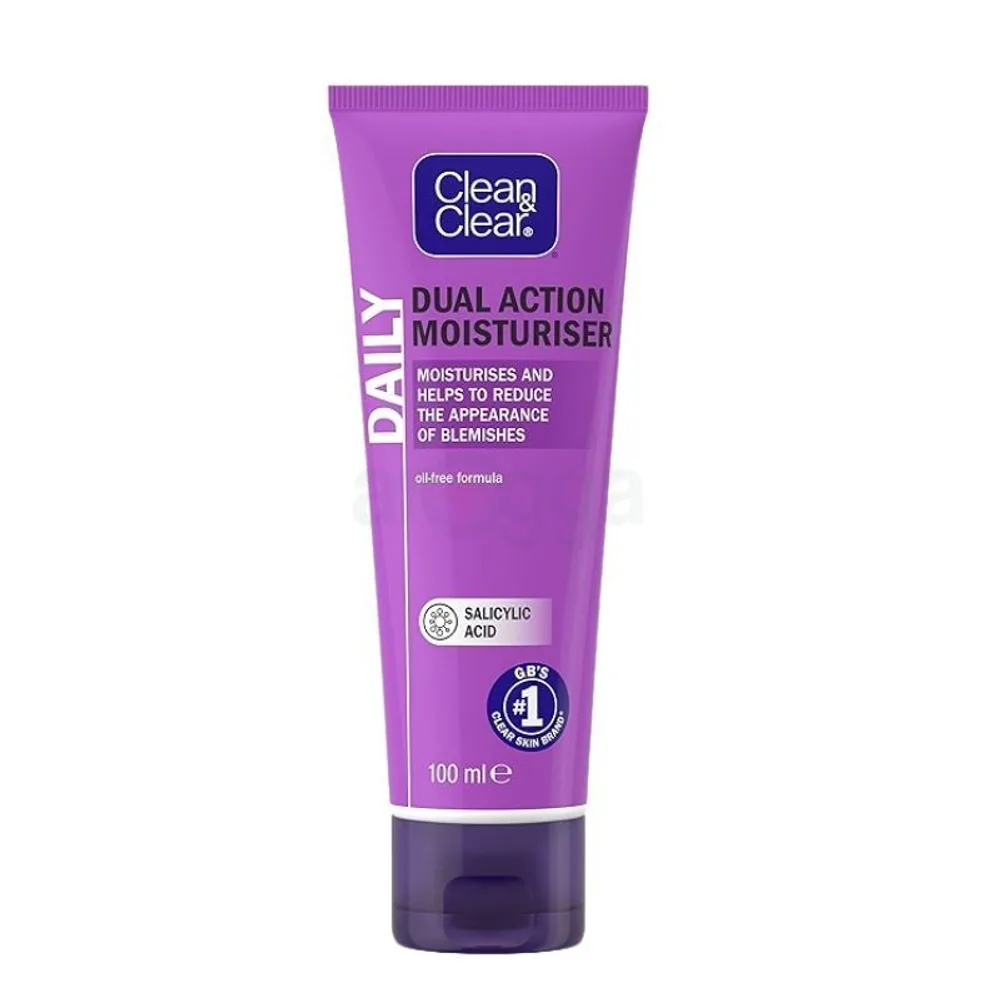 Clean
&
Clear®
DAILY
DUAL ACTION
MOISTURISER
MOISTURISES AND
HELPS TO REDUCE
THE APPEARANCE
OF BLEMISHES
oil-free formula
SALICYLIC
ACID
GB'S
#1
CLEAR SKIN BRAND*
100 ml ℮